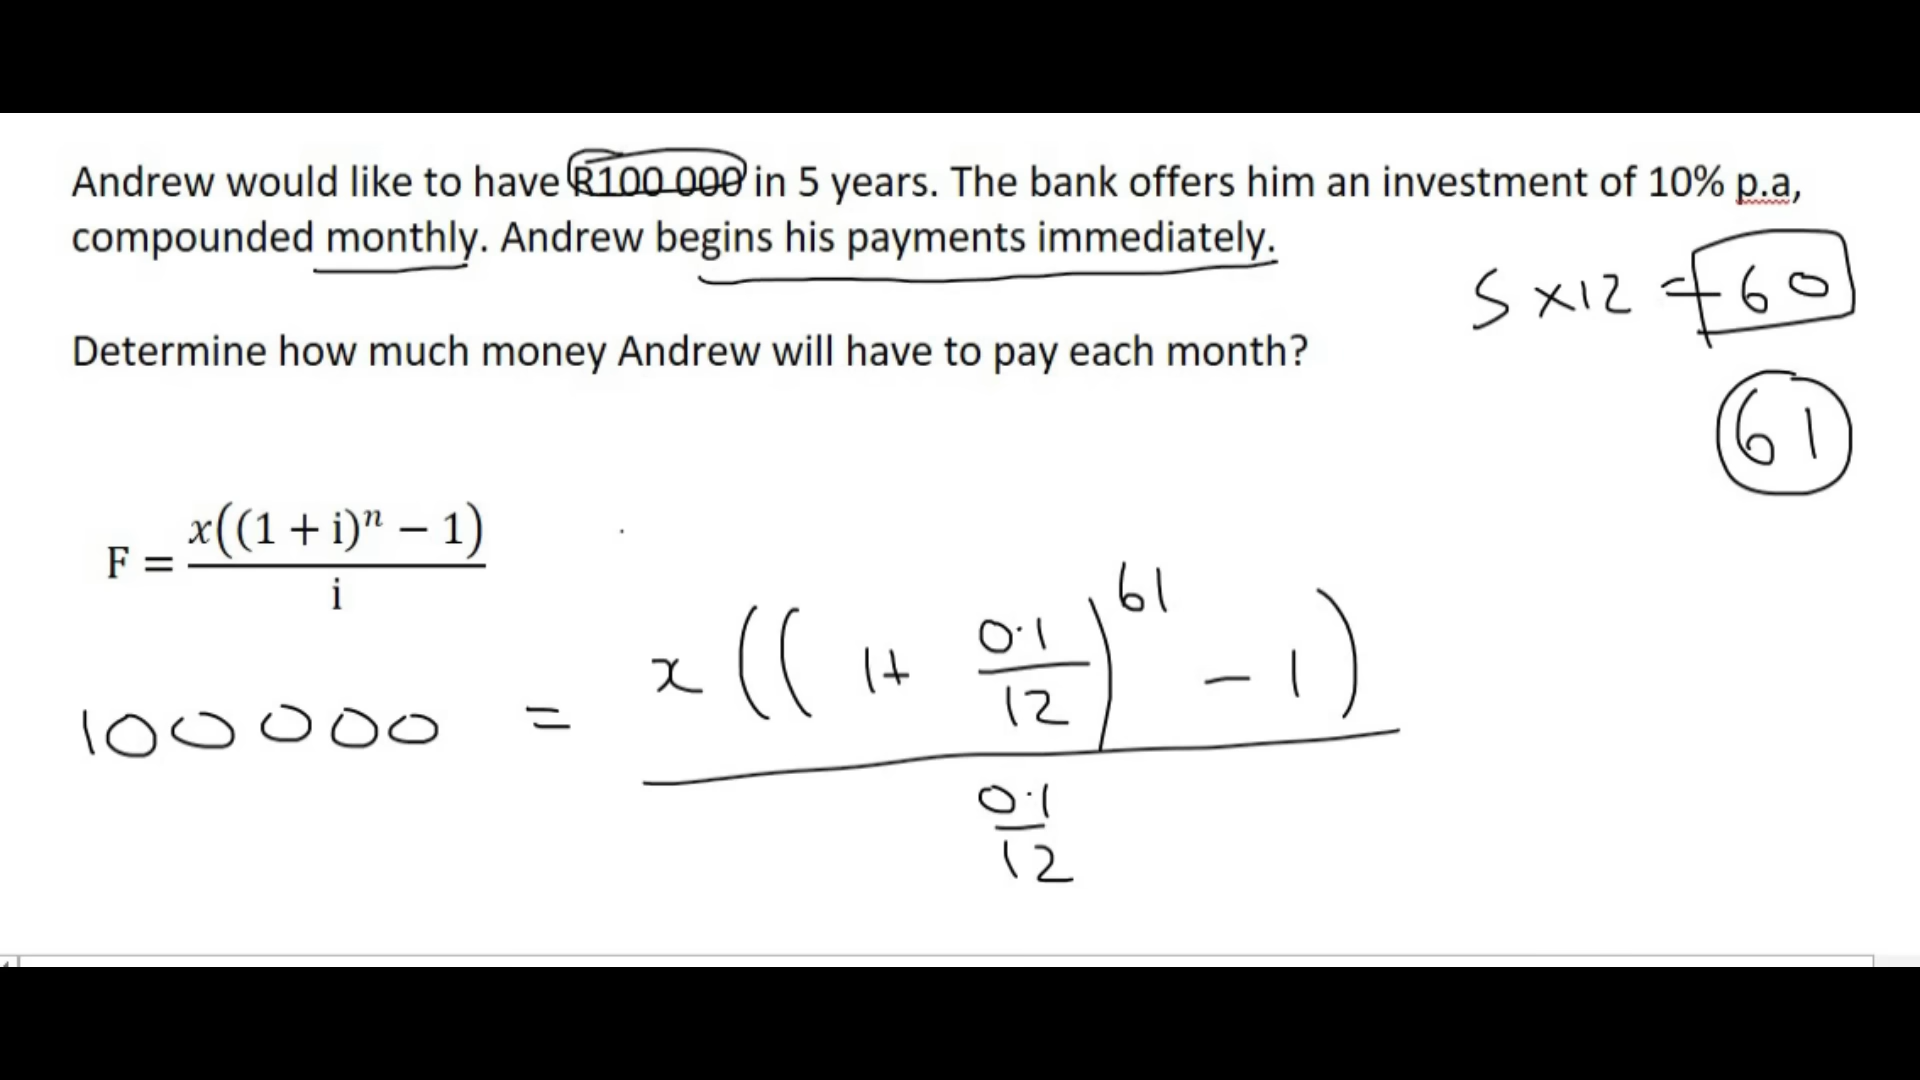 Andrew would like to have R100 000 in 5 years. The bank offers him an investment of 10% p.a,
compounded monthly. Andrew begins his payments immediately.
5 x12 = 60
Determine how much money Andrew will have to pay each month?
61
F = x((1 + i)ⁿ − 1) / i
100000 = x((1+ 0.1/12)^61 - 1) / 0.1/12